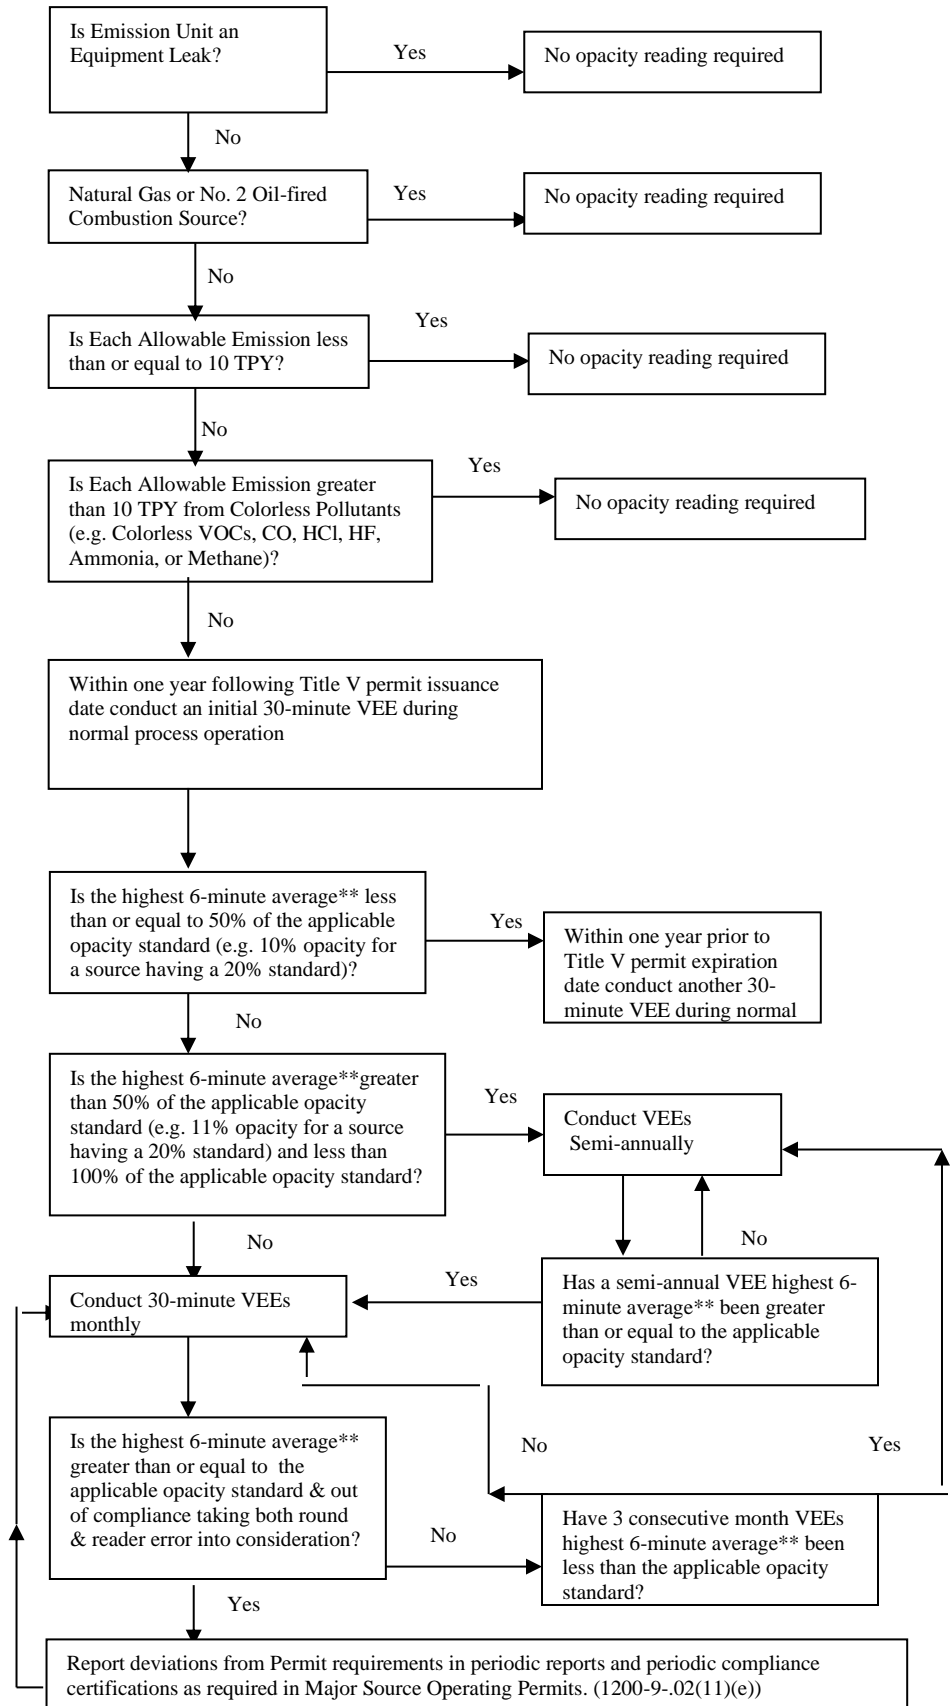 Is Emission Unit an
Equipment Leak?
Yes
No opacity reading required
No
Natural Gas or No. 2 Oil-fired
Combustion Source?
Yes
No opacity reading required
No
Is Each Allowable Emission less
than or equal to 10 TPY?
Yes
No opacity reading required
No
Is Each Allowable Emission greater
than 10 TPY from Colorless Pollutants
(e.g. Colorless VOCs, CO, HCl, HF,
Ammonia, or Methane)?
Yes
No opacity reading required
No
Within one year following Title V permit issuance
date conduct an initial 30-minute VEE during
normal process operation
Is the highest 6-minute average** less
than or equal to 50% of the applicable
opacity standard (e.g. 10% opacity for
a source having a 20% standard)?
Yes
Within one year prior to
Title V permit expiration
date conduct another 30-
minute VEE during normal
No
Is the highest 6-minute average**greater
than 50% of the applicable opacity
standard (e.g. 11% opacity for a source
having a 20% standard) and less than
100% of the applicable opacity standard?
Yes
Conduct VEEs
Semi-annually
No
No
Conduct 30-minute VEEs
monthly
Yes
Has a semi-annual VEE highest 6-
minute average** been greater
than or equal to the applicable
opacity standard?
Is the highest 6-minute average**
greater than or equal to  the
applicable opacity standard & out
of compliance taking both round
& reader error into consideration?
No
Yes
No
Have 3 consecutive month VEEs
highest 6-minute average** been
less than the applicable opacity
standard?
Yes
Report deviations from Permit requirements in periodic reports and periodic compliance
certifications as required in Major Source Operating Permits. (1200-9-.02(11)(e))